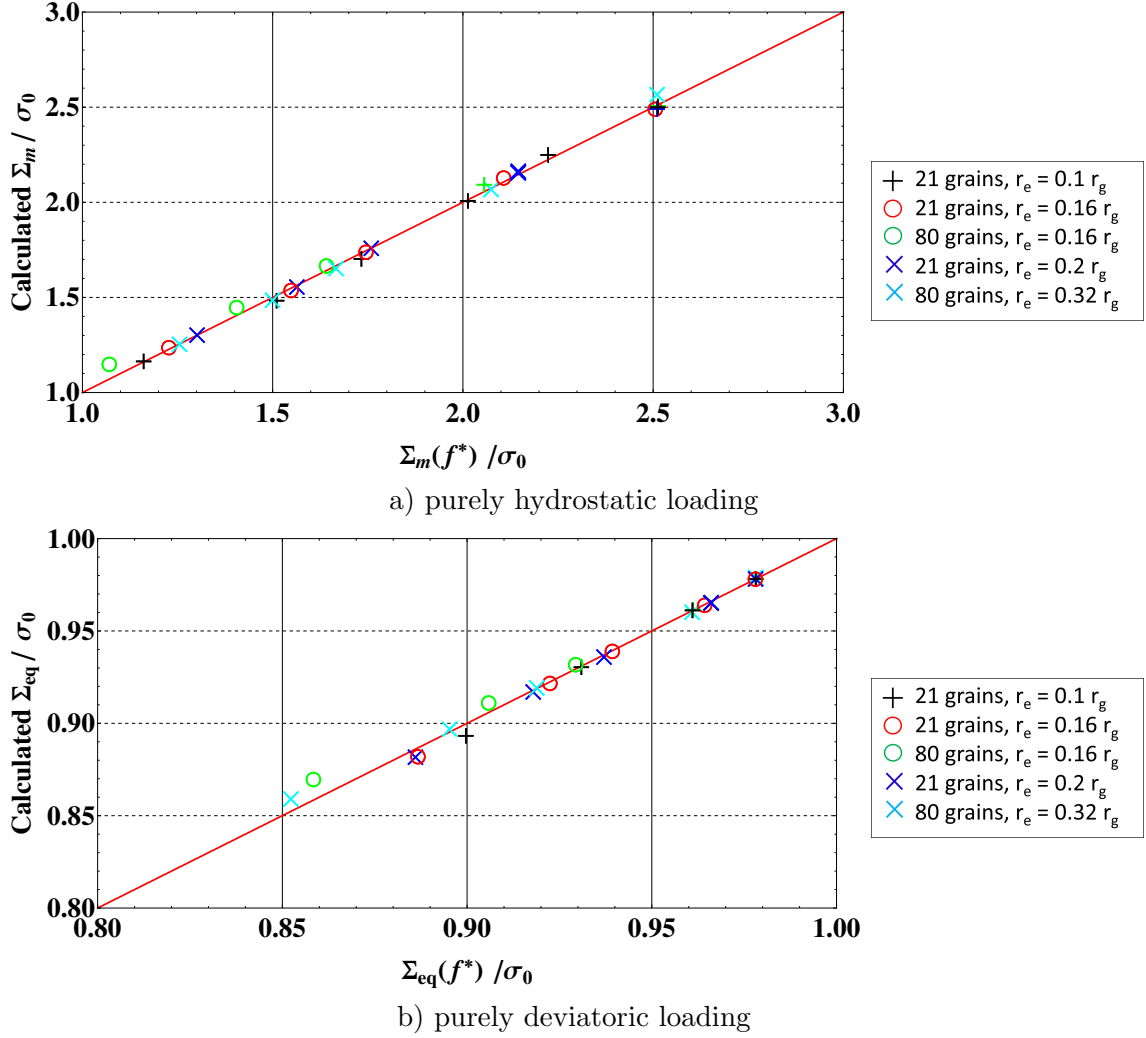 3.0
2.5
2.0
1.5
1.0
Calculated Σm / σ0
1.0 1.5 2.0 2.5 3.0
Σm(f*) /σ0
21 grains, re = 0.1 rg
21 grains, re = 0.16 rg
80 grains, re = 0.16 rg
21 grains, re = 0.2 rg
80 grains, re = 0.32 rg
a) purely hydrostatic loading
1.00
0.95
0.90
0.85
0.80
Calculated Σeq / σ0
0.80 0.85 0.90 0.95 1.00
Σeq(f*) /σ0
21 grains, re = 0.1 rg
21 grains, re = 0.16 rg
80 grains, re = 0.16 rg
21 grains, re = 0.2 rg
80 grains, re = 0.32 rg
b) purely deviatoric loading